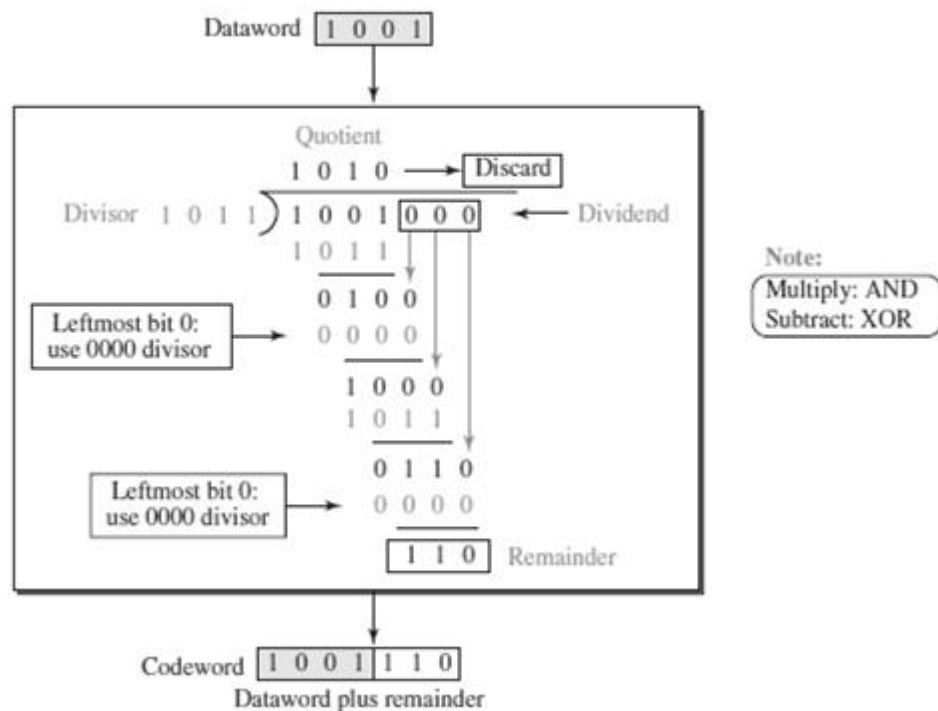 Dataword 1 0 0 1
Quotient
1 0 1 0 Discard
Divisor 1 0 1 1 1 0 0 1 0 0 0 Dividend
1 0 1 1
0 1 0 0
0 0 0 0
Leftmost bit 0:
use 0000 divisor
1 0 0 0
1 0 1 1
0 1 1 0
0 0 0 0
Leftmost bit 0:
use 0000 divisor
1 1 0 Remainder
Codeword 1 0 0 1 1 1 0
Dataword plus remainder
Note:
Multiply: AND
Subtract: XOR